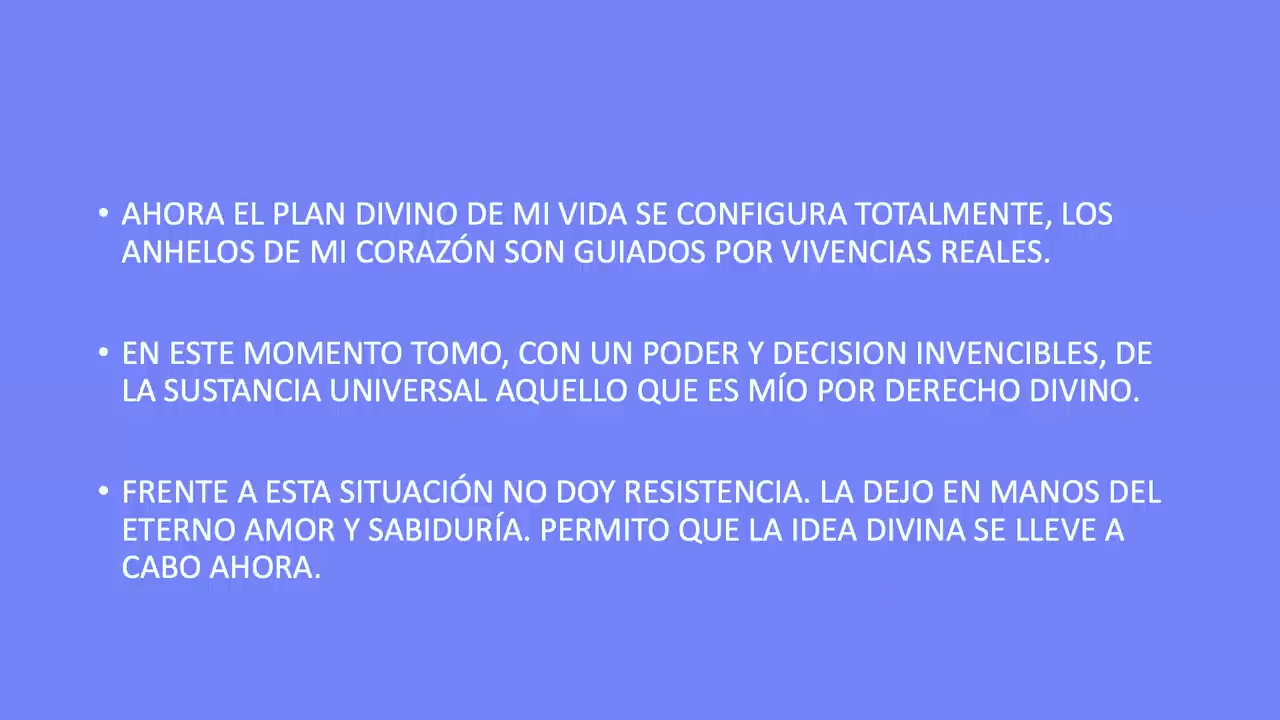 • AHORA EL PLAN DIVINO DE MI VIDA SE CONFIGURA TOTALMENTE, LOS
ANHELOS DE MI CORAZÓN SON GUIADOS POR VIVENCIAS REALES.
• EN ESTE MOMENTO TOMO, CON UN PODER Y DECISION INVENCIBLES, DE
LA SUSTANCIA UNIVERSAL AQUELLO QUE ES MÍO POR DERECHO DIVINO.
• FRENTE A ESTA SITUACIÓN NO DOY RESISTENCIA. LA DEJO EN MANOS DEL
ETERNO AMOR Y SABIDURÍA. PERMITO QUE LA IDEA DIVINA SE LLEVE A
CABO AHORA.